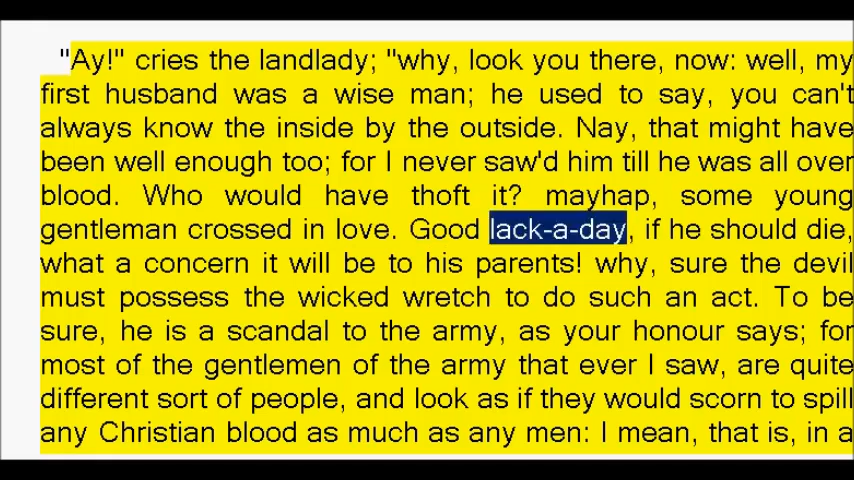 "Ay!" cries the landlady; "why, look you there, now: well, my
first husband was a wise man; he used to say, you can't
always know the inside by the outside. Nay, that might have
been well enough too; for I never saw'd him till he was all over
blood. Who would have thoft it? mayhap, some young
gentleman crossed in love. Good lack-a-day, if he should die,
what a concern it will be to his parents! why, sure the devil
must possess the wicked wretch to do such an act. To be
sure, he is a scandal to the army, as your honour says; for
most of the gentlemen of the army that ever I saw, are quite
different sort of people, and look as if they would scorn to spill
any Christian blood as much as any men: I mean, that is, in a